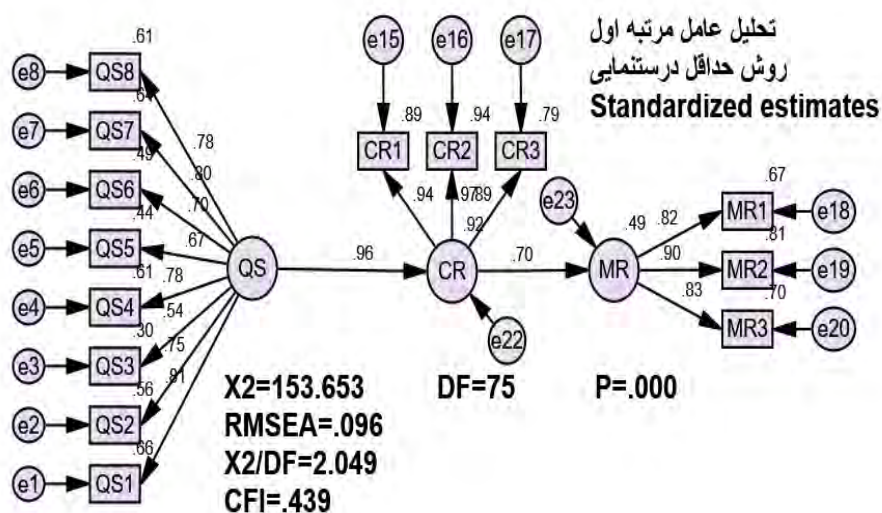 تحلیل عامل مرتبه اول
روش حداقل درستنمایی
Standardized estimates
e15
e16
e17
.89
.94
.79
CR1
CR2
CR3
.94
.97
.89
.92
e8
QS8
.61
.78
e7
QS7
.64
.80
e6
QS6
.49
.70
e5
QS5
.44
.67
e4
QS4
.61
.78
e3
QS3
.30
.54
e2
QS2
.56
.75
e1
QS1
.66
.81
QS
.96
CR
e22
.70
e23
MR
.49
.82
.90
.83
.67
MR1
e18
.81
MR2
e19
.70
MR3
e20
X2=153.653 DF=75 P=.000
RMSEA=.096
X2/DF=2.049
CFI=.439